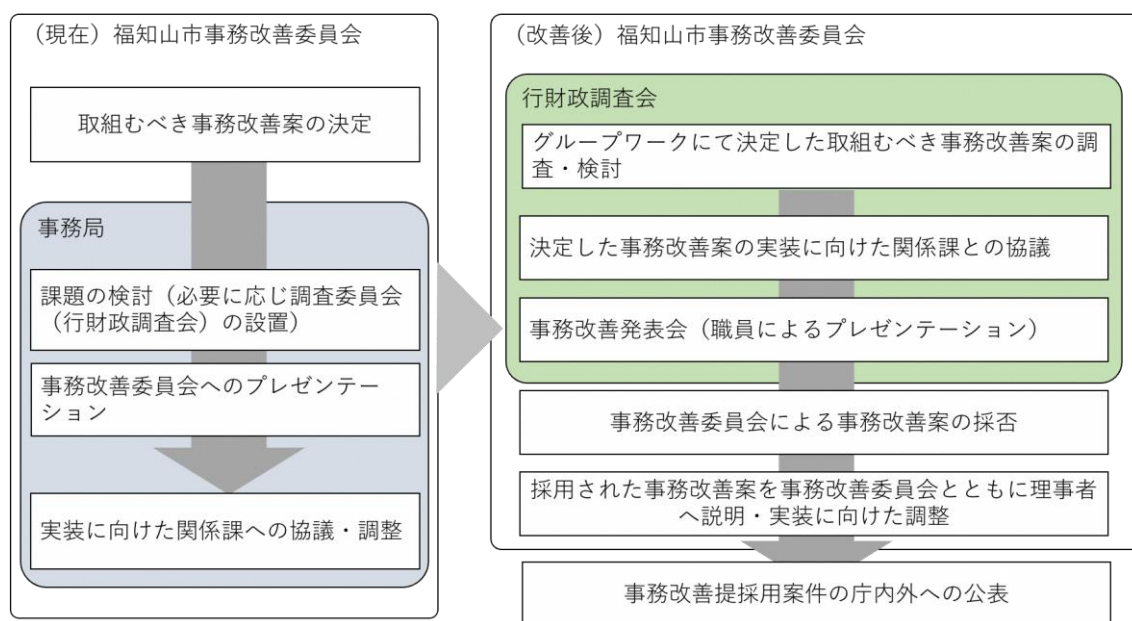 （現在）福知山市事務改善委員会
取組むべき事務改善案の決定
事務局
課題の検討（必要に応じ調査委員会
（行財政調査会）の設置）
事務改善委員会へのプレゼンテー
ション
実装に向けた関係課への協議・調整
（改善後）福知山市事務改善委員会
行財政調査会
グループワークにて決定した取組むべき事務改善案の調
査・検討
決定した事務改善案の実装に向けた関係課との協議
事務改善発表会（職員によるプレゼンテーション）
事務改善委員会による事務改善案の採否
採用された事務改善案を事務改善委員会とともに理事者
へ説明・実装に向けた調整
事務改善提採用案件の庁内外への公表